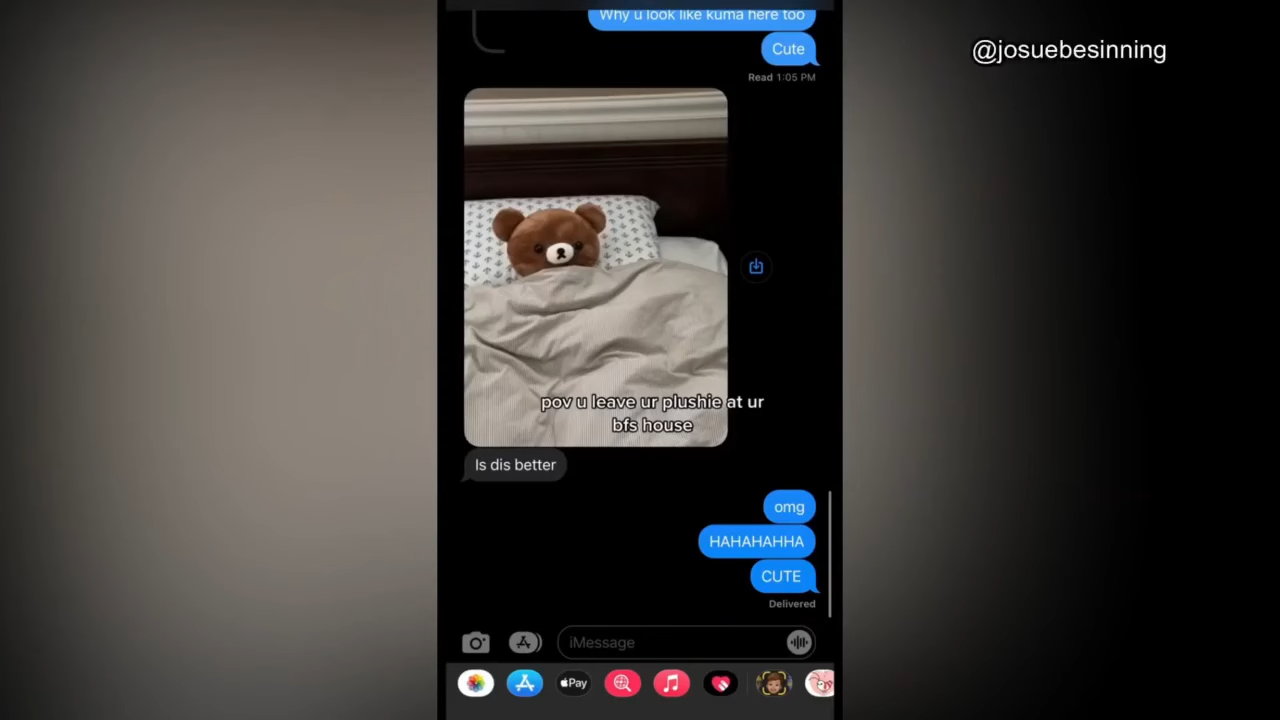 Why u look like kuma here too
@josuebesinning
Cute
Read 1:05 PM
pov u leave ur plushie at ur
bfs house
Is dis better
omg
HAHAHAHHA
CUTE
Delivered
iMessage
Pay